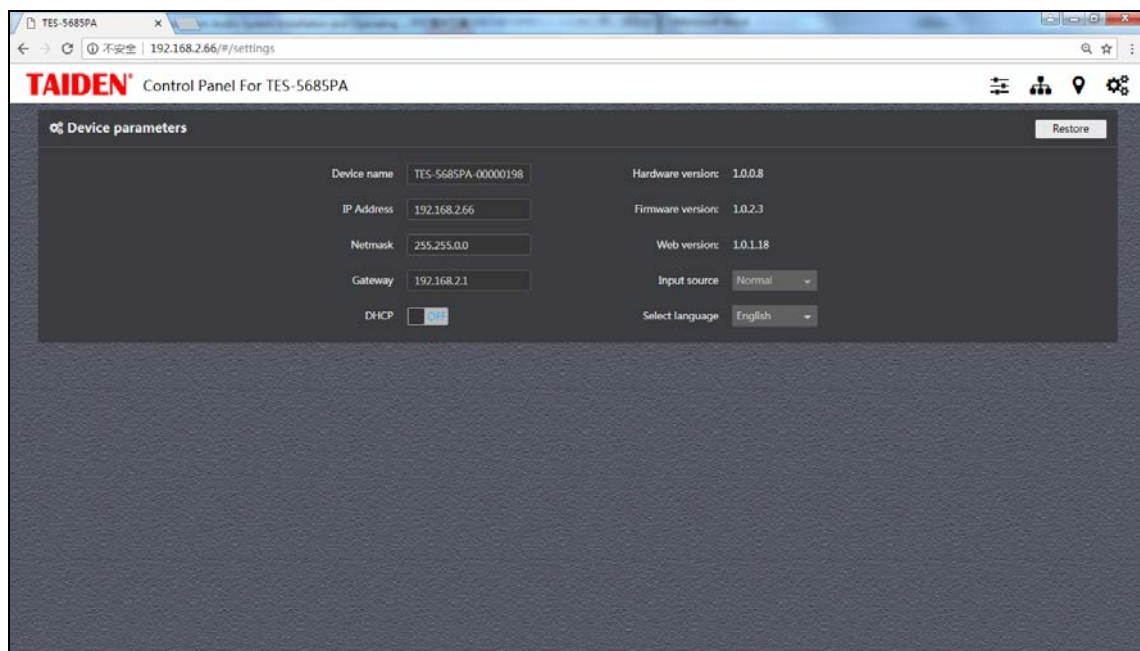 TES-5685PA
不安全 | 192.168.2.66/#/settings
TAIDEN® Control Panel For TES-5685PA
Device parameters
Restore
Device name TES-5685PA-00000198 Hardware version: 1.0.0.8
IP Address 192.168.2.66 Firmware version: 1.0.2.3
Netmask 255.255.0.0 Web version: 1.0.1.18
Gateway 192.168.2.1 Input source Normal
DHCP OFF Select language English